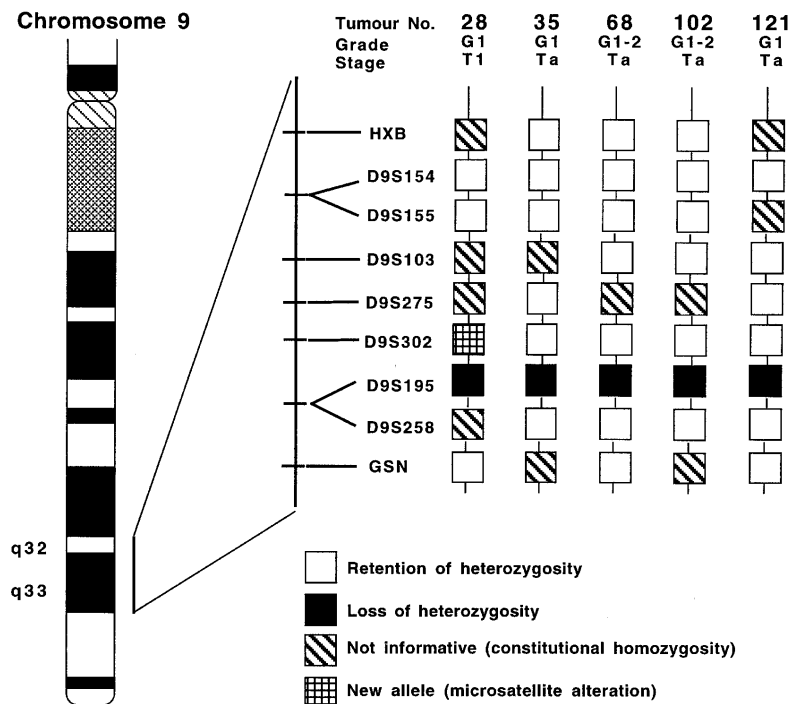 Chromosome 9
Tumour No. 28 35 68 102 121
Grade G1 G1 G1-2 G1-2 G1
Stage T1 Ta Ta Ta Ta
HXB
D9S154
D9S155
D9S103
D9S275
D9S302
D9S195
D9S258
GSN
q32
q33
Retention of heterozygosity
Loss of heterozygosity
Not informative (constitutional homozygosity)
New allele (microsatellite alteration)